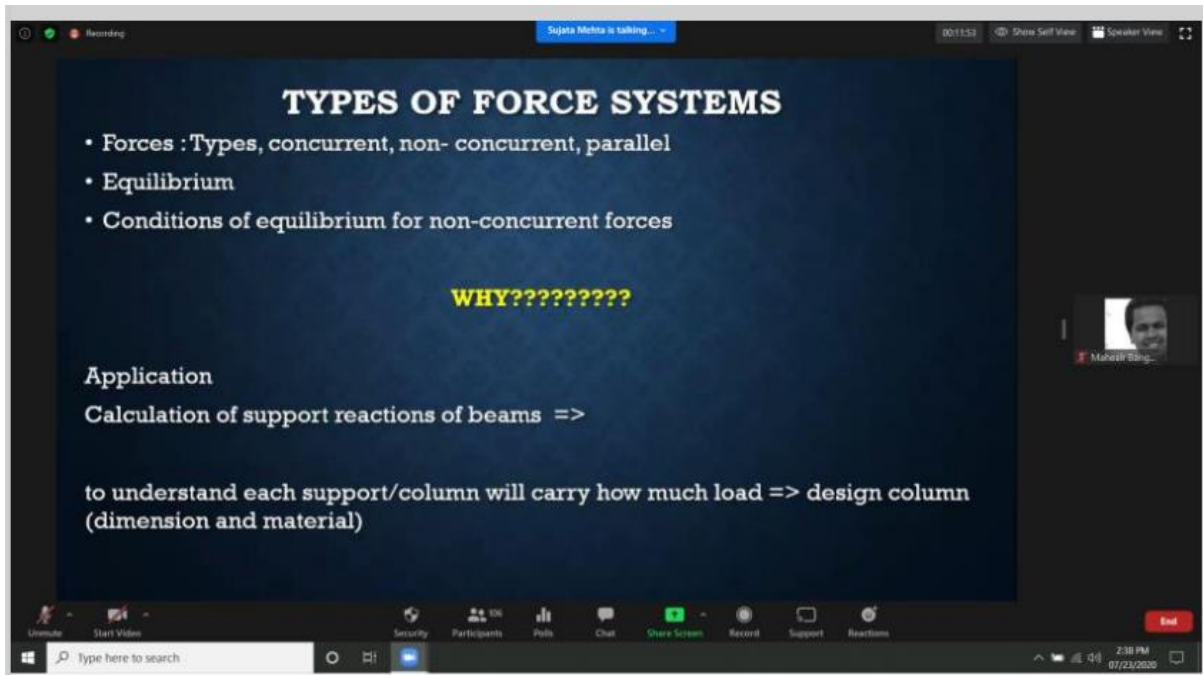 Recording
Sujata Mehta is talking...
00:11:53
Show Self View
Speaker View
TYPES OF FORCE SYSTEMS
• Forces : Types, concurrent, non- concurrent, parallel
• Equilibrium
• Conditions of equilibrium for non-concurrent forces
WHY?????????
Application
Calculation of support reactions of beams =>
to understand each support/column will carry how much load => design column
(dimension and material)
Mahesh Bang...
Unmute
Start Video
Security
Participants
106
Polls
Chat
Share Screen
Record
Support
Reactions
End
Type here to search
2:38 PM
07/23/2020